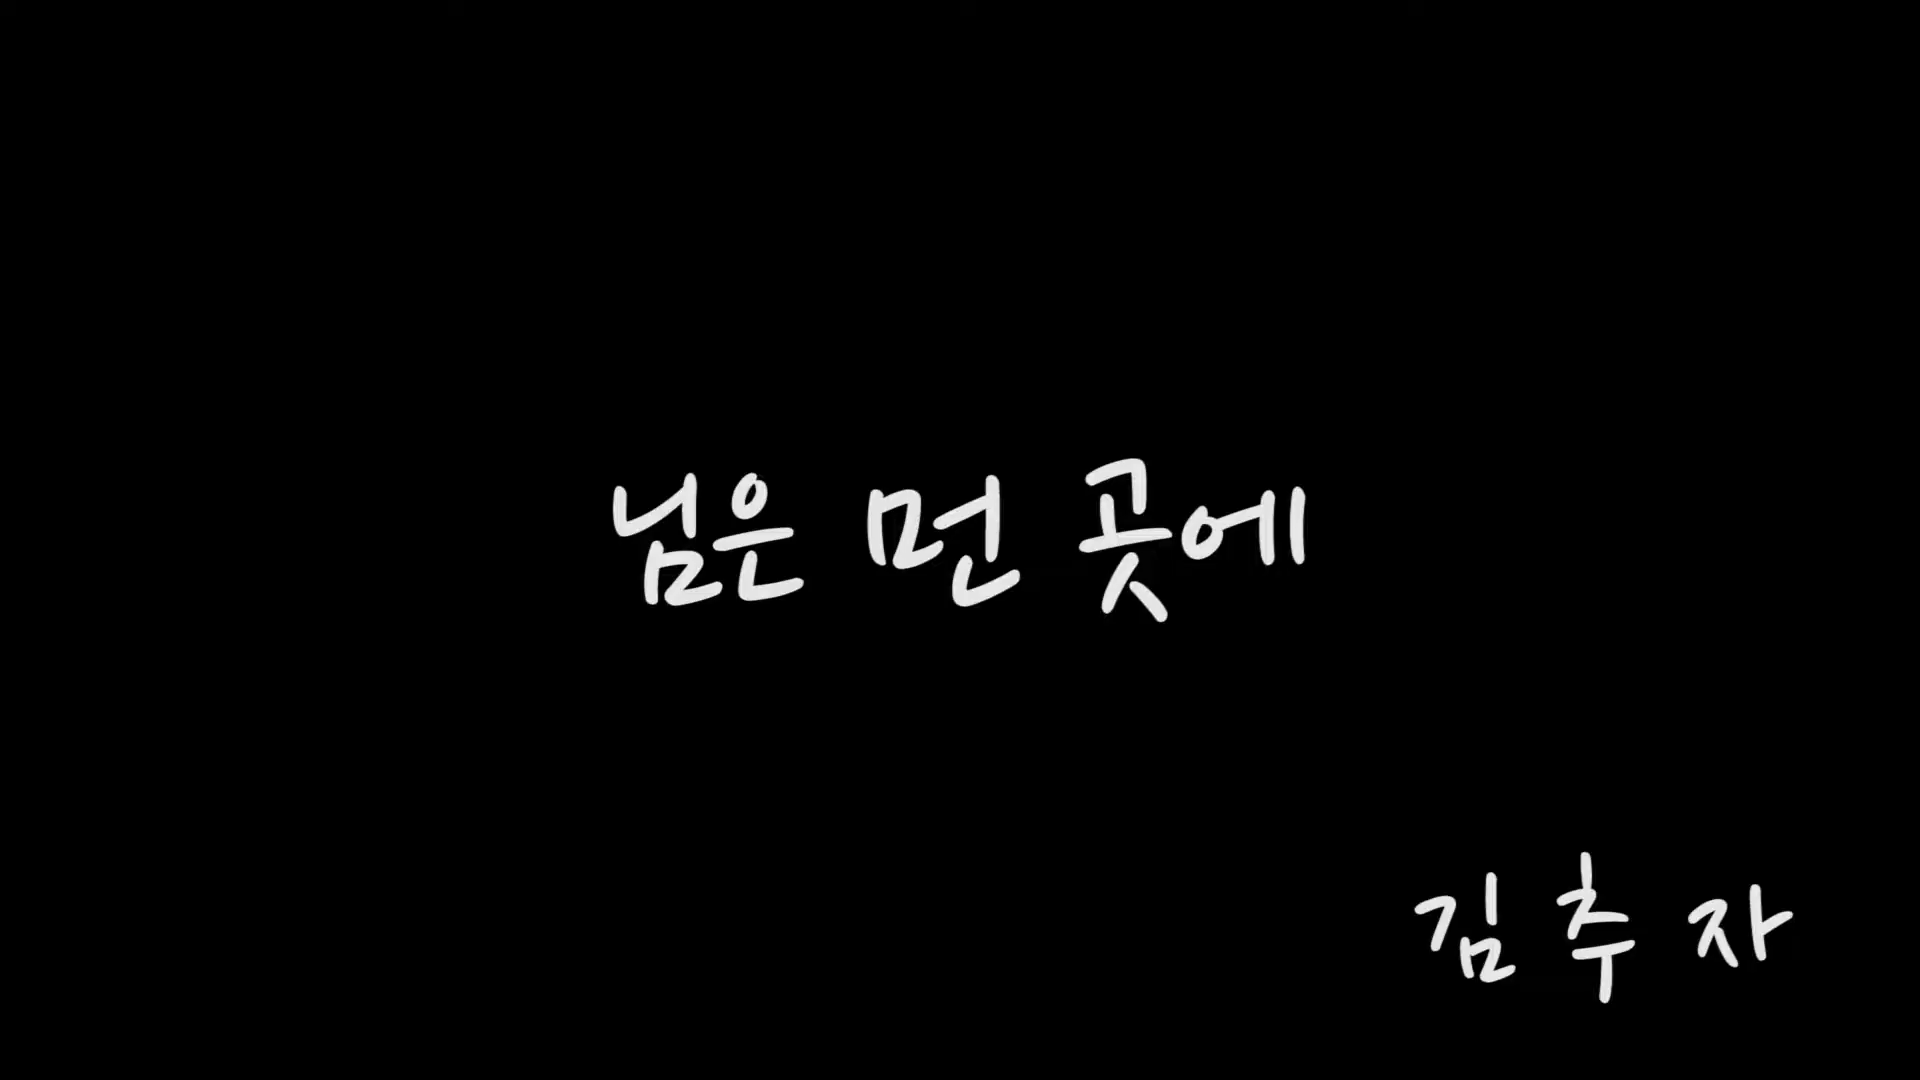 님은 먼 곳에
김 추 자